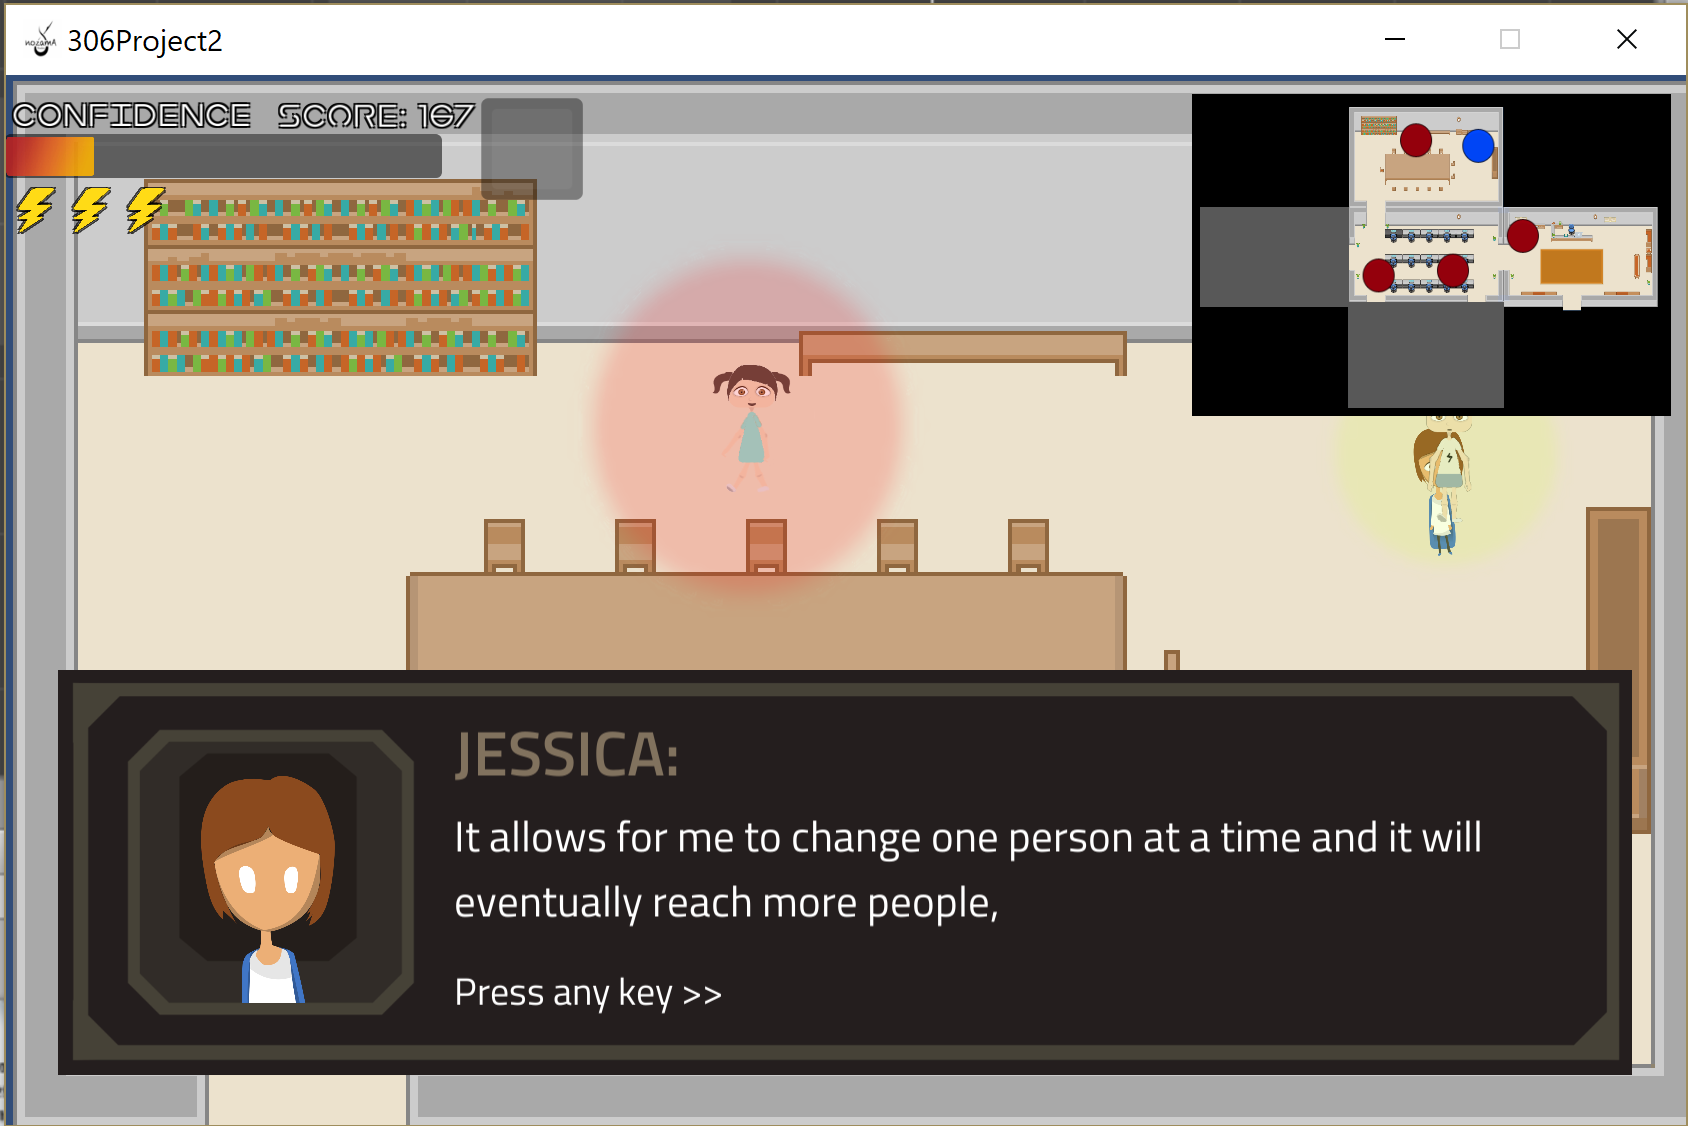 306Project2
CONFIDENCE SCORE: 167
JESSICA:
It allows for me to change one person at a time and it will
eventually reach more people,
Press any key >>